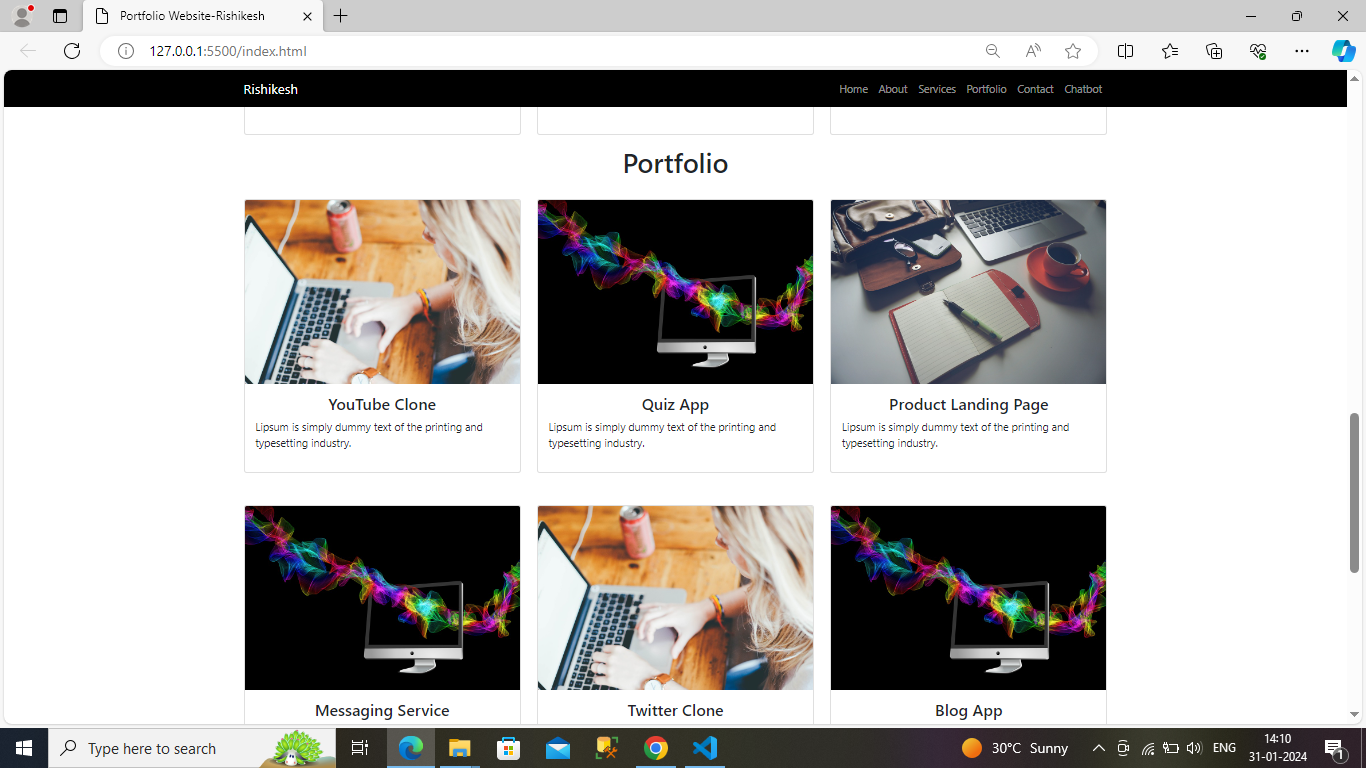 Portfolio Website-Rishikesh
127.0.0.1:5500/index.html
Rishikesh
Home About Services Portfolio Contact Chatbot
Portfolio
YouTube Clone
Lipsum is simply dummy text of the printing and
typesetting industry.
Quiz App
Lipsum is simply dummy text of the printing and
typesetting industry.
Product Landing Page
Lipsum is simply dummy text of the printing and
typesetting industry.
Messaging Service
Twitter Clone
Blog App
Type here to search
30°C Sunny
ENG
14:10
31-01-2024
1